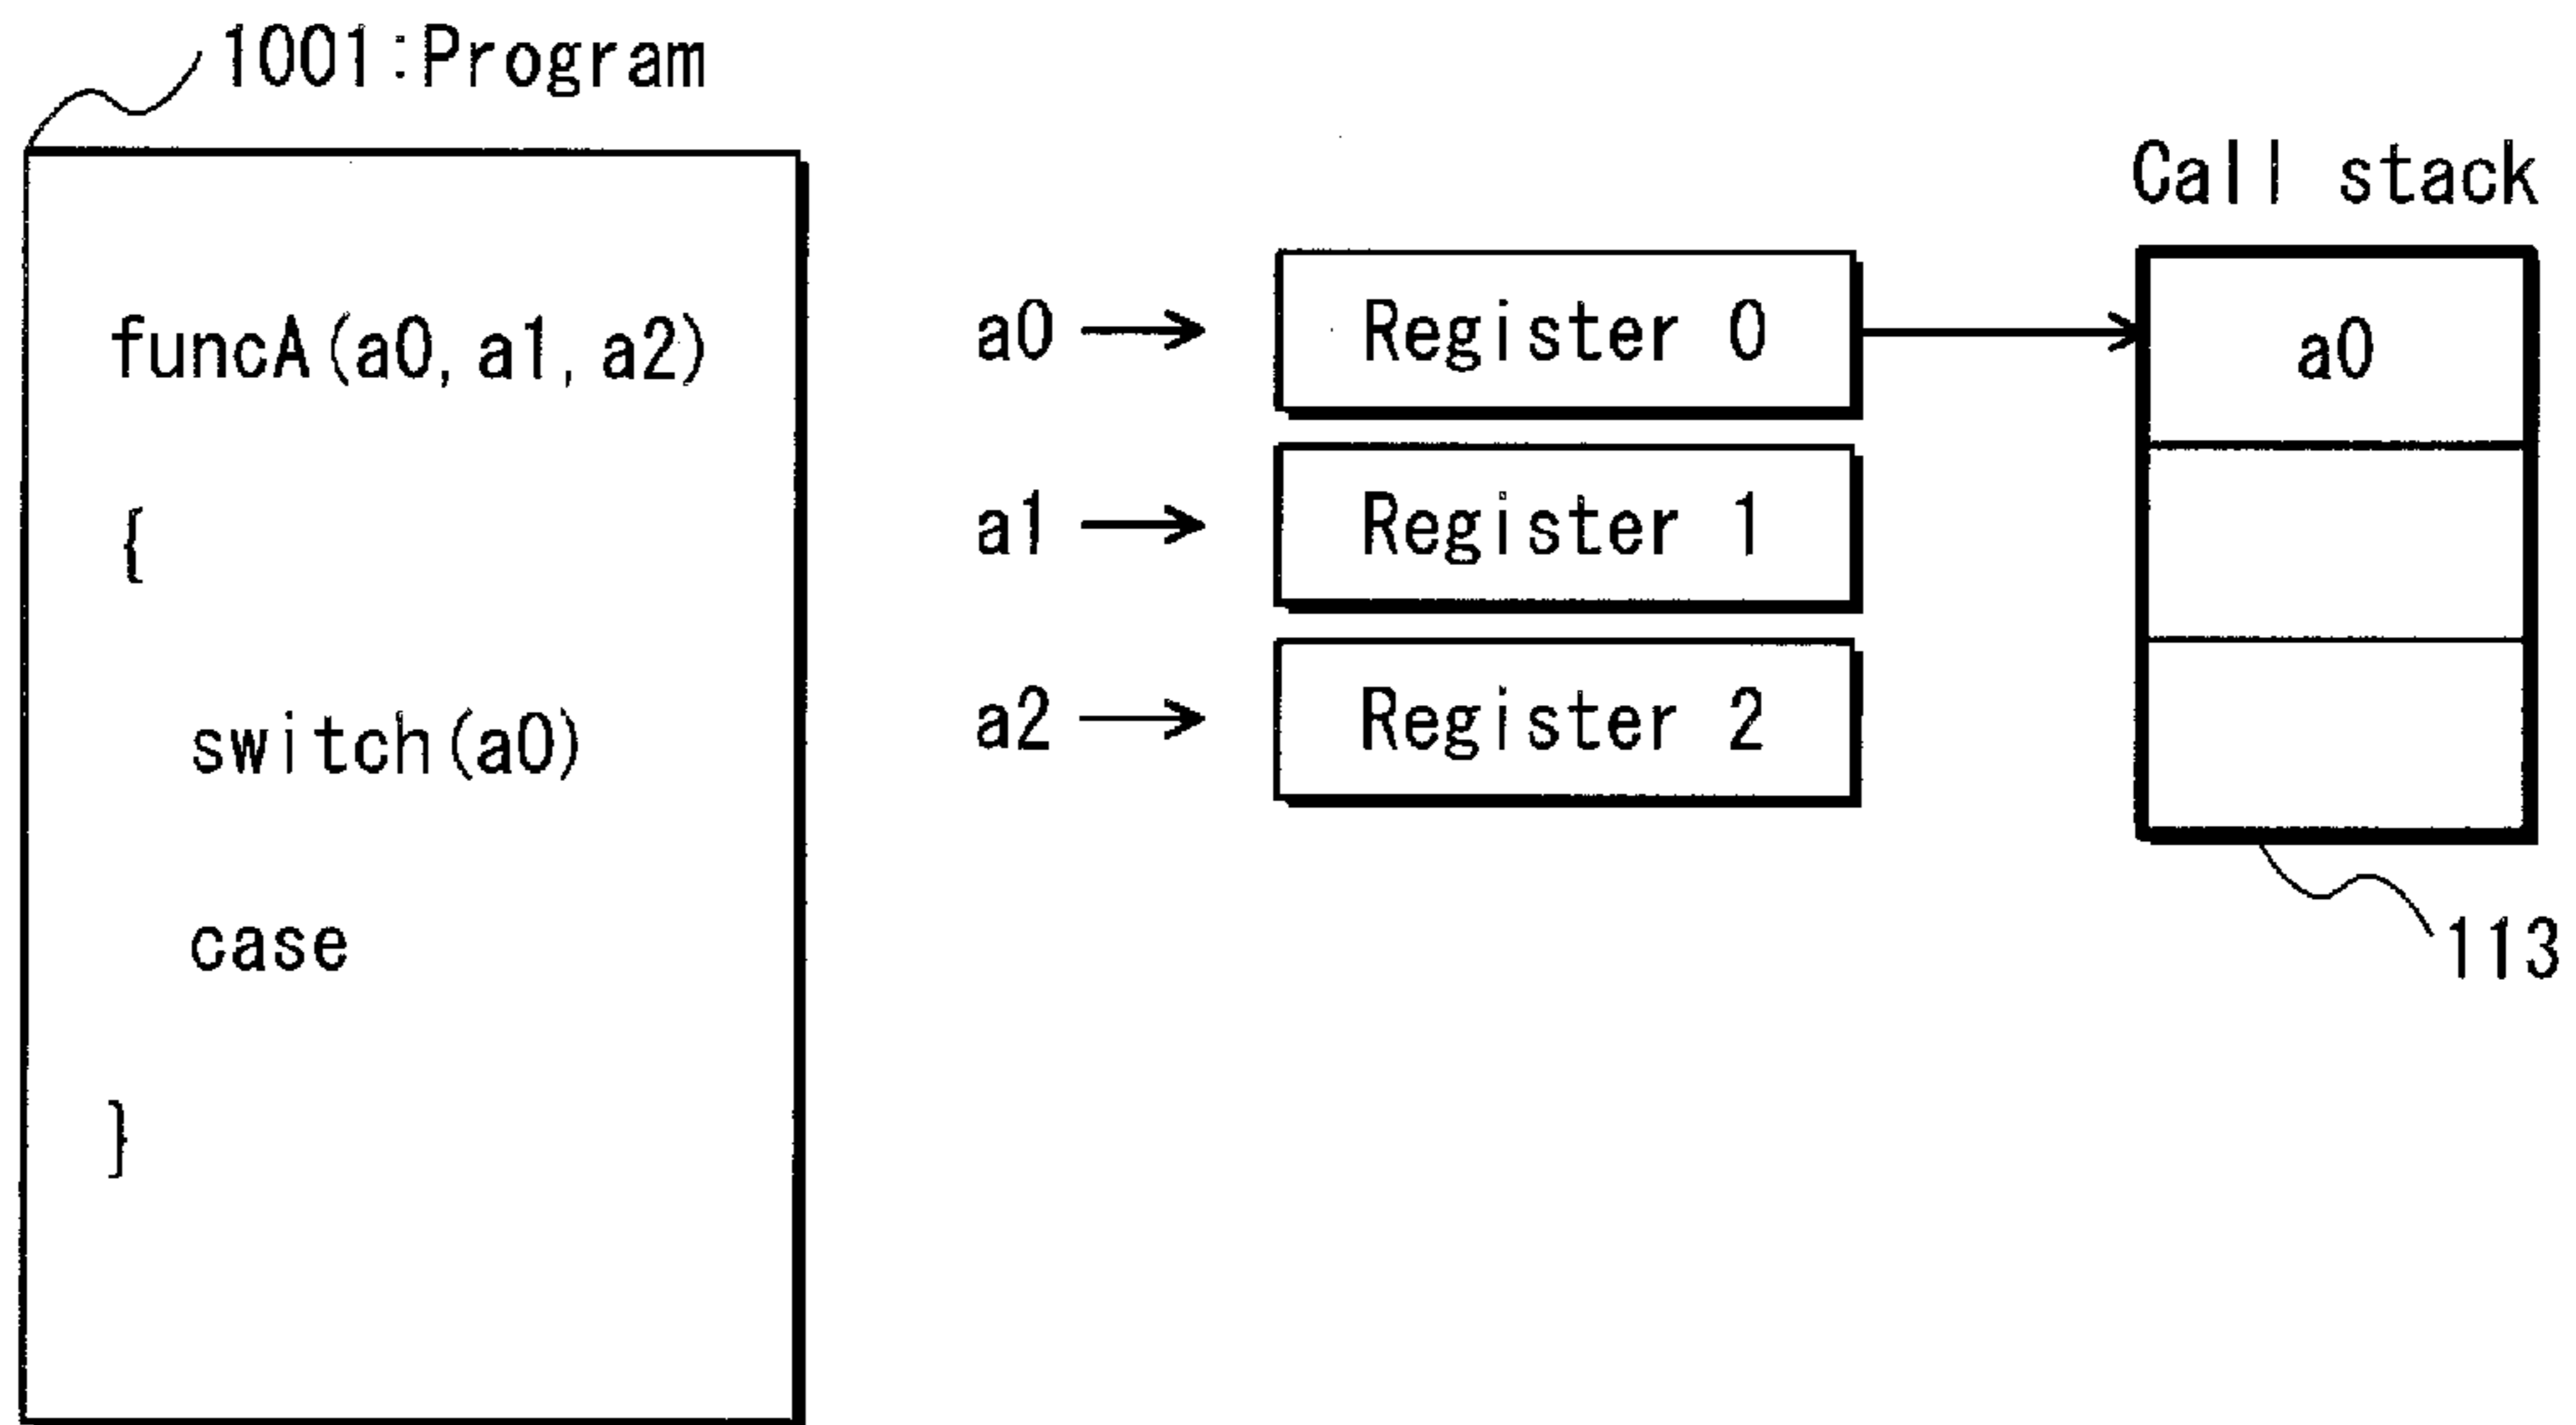 1001:Program
funcA(a0,a1,a2)
{
switch(a0)
case
}
a0 → Register 0
a1 → Register 1
a2 → Register 2
Call stack
a0
113